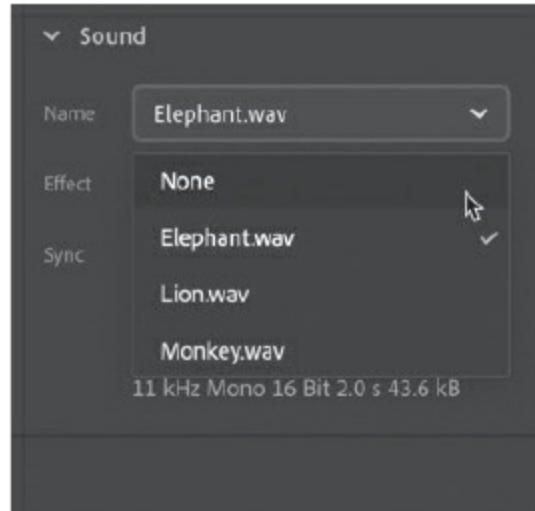 Sound
Name Elephant.wav
Effect None
Elephant.wav
Sync
Lion.wav
Monkey.wav
11 kHz Mono 16 Bit 2.0 s 43.6 kB